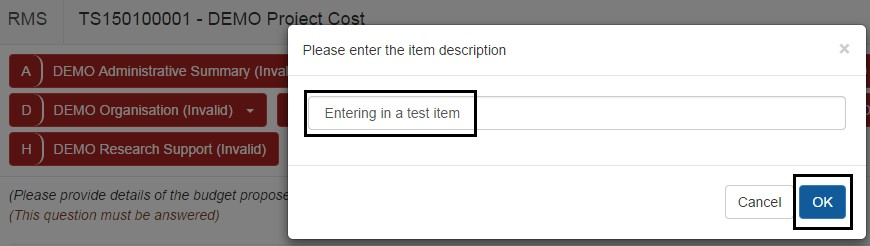 RMS TS150100001 - DEMO Project Cost
Please enter the item description ×
A DEMO Administrative Summary (Inval
Entering in a test item
D DEMO Organisation (Invalid)
H DEMO Research Support (Invalid)
(Please provide details of the budget propose
Cancel OK
(This question must be answered)